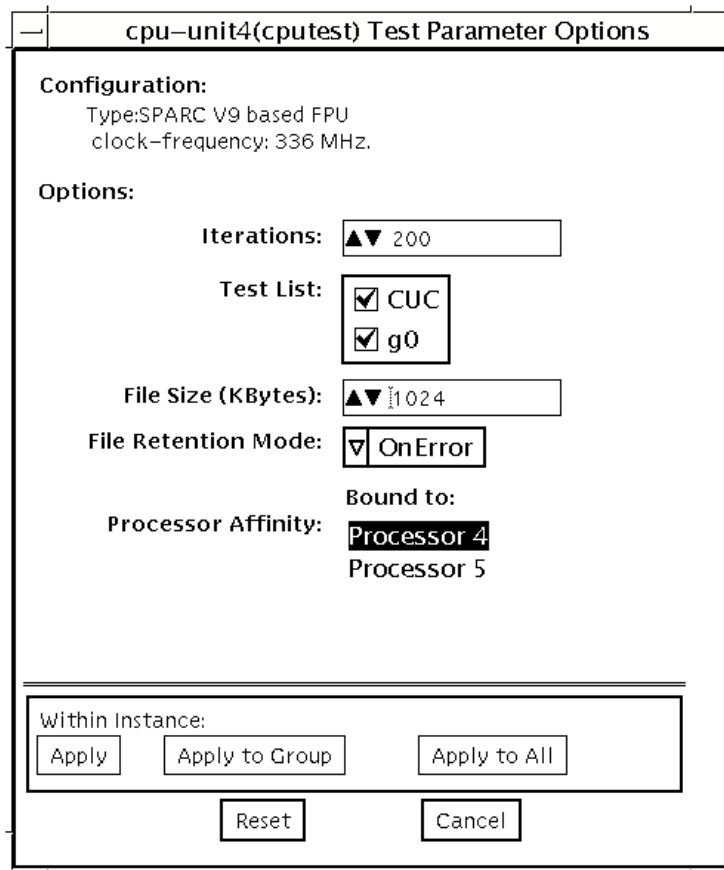 cpu-unit4(cputest) Test Parameter Options
Configuration:
Type:SPARC V9 based FPU
clock-frequency: 336 MHz.
Options:
Iterations: 200
Test List: CUC
g0
File Size (KBytes): 1024
File Retention Mode: OnError
Bound to:
Processor Affinity: Processor 4
Processor 5
Within Instance:
Apply Apply to Group Apply to All
Reset Cancel